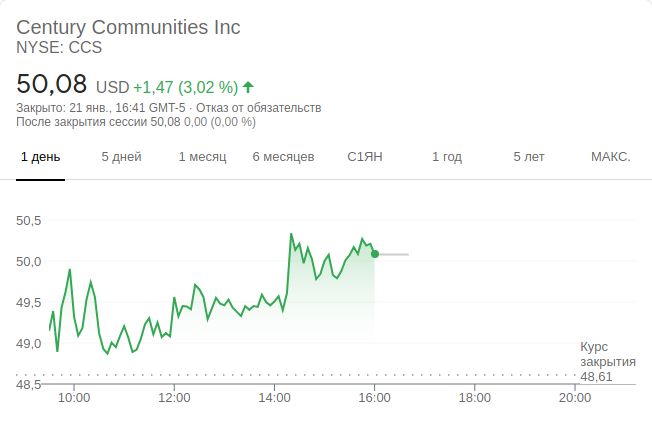 Century Communities Inc
NYSE: CCS
50,08 USD +1,47 (3,02 %)
Закрыто: 21 янв., 16:41 GMT-5 · Отказ от обязательств
После закрытия сессии 50,08 0,00 (0,00 %)
1 день 5 дней 1 месяц 6 месяцев С1ЯН 1 год 5 лет МАКС.
50,5
50,0
49,5
49,0
Курс
закрытия
48,61
48,5
10:00 12:00 14:00 16:00 18:00 20:00